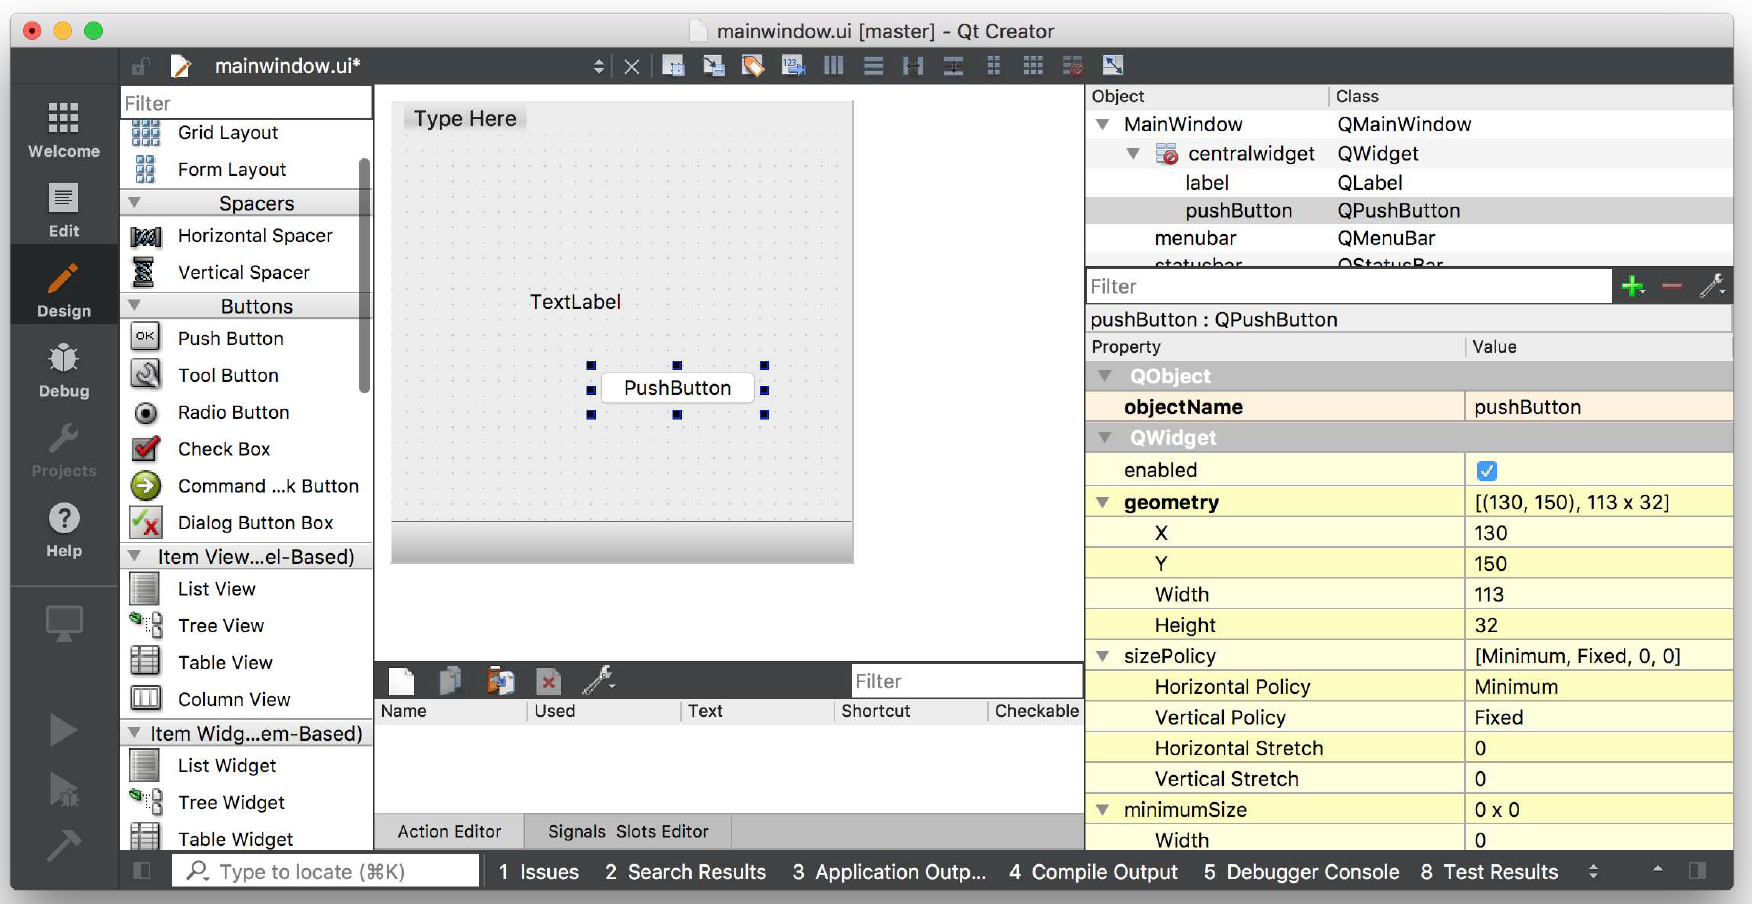 mainwindow.ui [master] - Qt Creator
mainwindow.ui*
Welcome
Edit
Design
Debug
Projects
Help
Filter
Grid Layout
Form Layout
Spacers
Horizontal Spacer
Vertical Spacer
Buttons
OK
Push Button
Tool Button
Radio Button
Check Box
Command ...k Button
Dialog Button Box
Item View...el-Based)
List View
Tree View
Table View
Column View
Item Widg...em-Based)
List Widget
Tree Widget
Table Widget
123
Type Here
TextLabel
PushButton
Filter
Name Used Text Shortcut Checkable
Action Editor Signals Slots Editor
Object Class
MainWindow QMainWindow
centralwidget QWidget
label QLabel
pushButton QPushButton
menubar QMenuBar
statusbar QStatusBar
Filter
pushButton : QPushButton
Property Value
QObject
objectName pushButton
QWidget
enabled
geometry [(130, 150), 113 x 32]
X 130
Y 150
Width 113
Height 32
sizePolicy [Minimum, Fixed, 0, 0]
Horizontal Policy Minimum
Vertical Policy Fixed
Horizontal Stretch 0
Vertical Stretch 0
minimumSize 0 x 0
Width 0
Type to locate (⌘K)
1 Issues 2 Search Results 3 Application Outp... 4 Compile Output 5 Debugger Console 8 Test Results